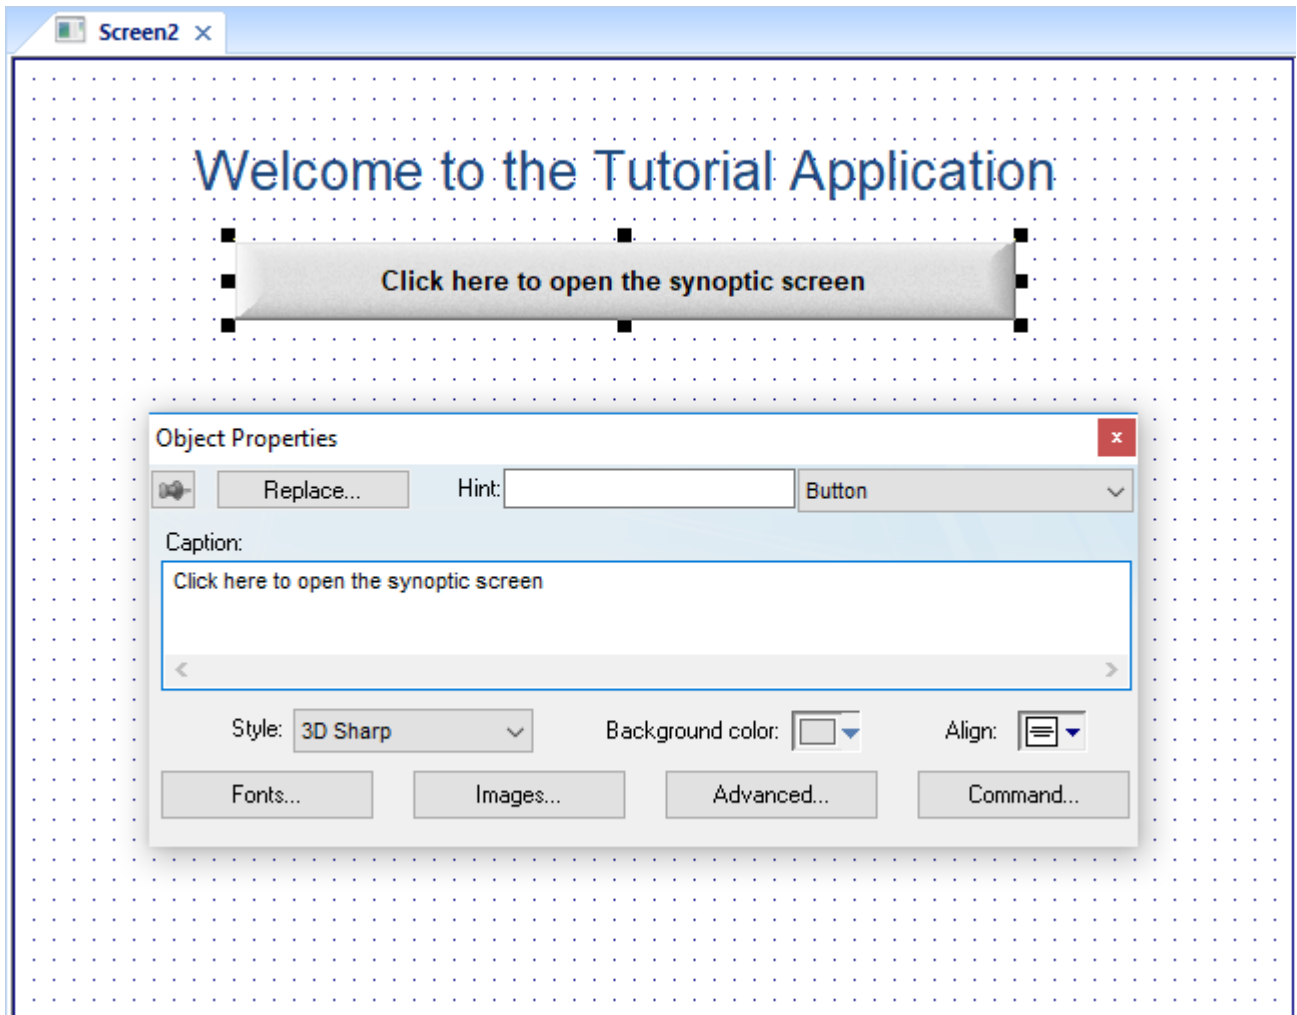 Screen2
Welcome to the Tutorial Application
Click here to open the synoptic screen
Object Properties
x
Replace... Hint: Button
Caption:
Click here to open the synoptic screen
Style: 3D Sharp Background color: Align:
Fonts... Images... Advanced... Command...